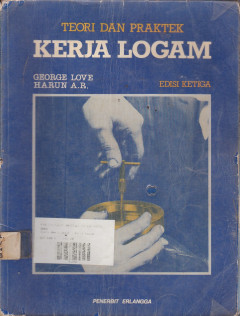 TEORI DAN PRAKTEK
KERJA LOGAM
GEORGE LOVE
HARUN A.R.
EDISI KETIGA
PENERBIT ERLANGGA